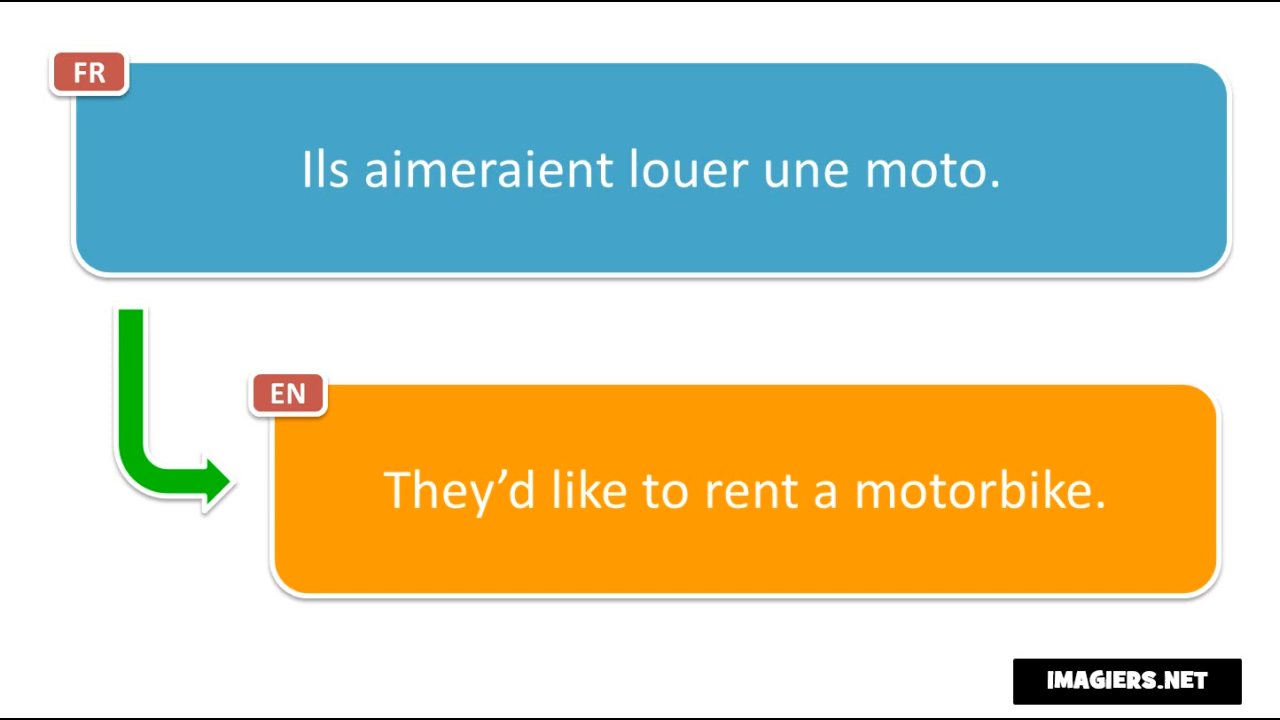 FR
Ils aimeraient louer une moto.
EN
They’d like to rent a motorbike.
IMAGIERS.NET